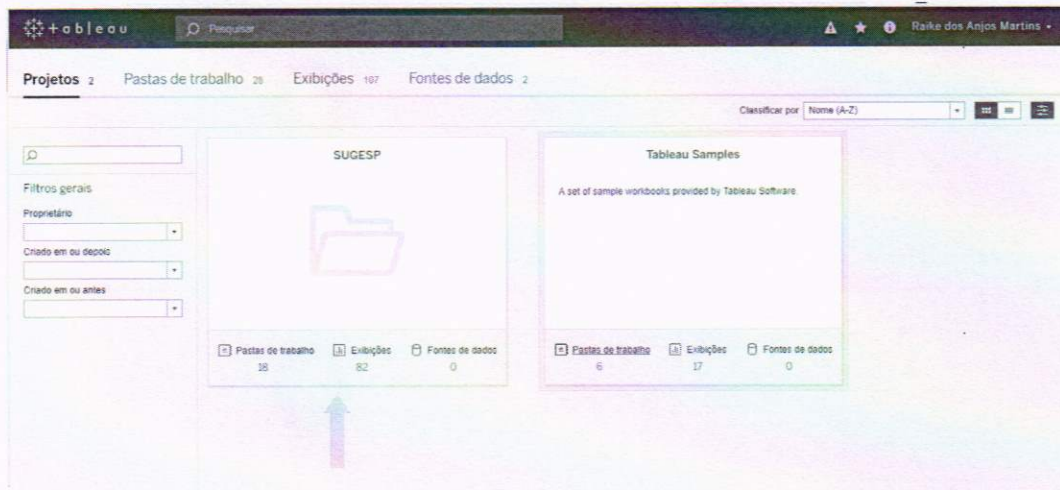 +ableau Pesquisar Raike dos Anjos Martins
Projetos 2 Pastas de trabalho 26 Exibições 107 Fontes de dados 2
Classificar por Nome (A-Z)
SUGESP
Tableau Samples
A set of sample workbooks provided by Tableau Software.
Filtros gerais
Proprietário
Criado em ou depois
Criado em ou antes
Pastas de trabalho Exibições Fontes de dados
18 82 0
Pastas de trabalho Exibições Fontes de dados
6 17 0